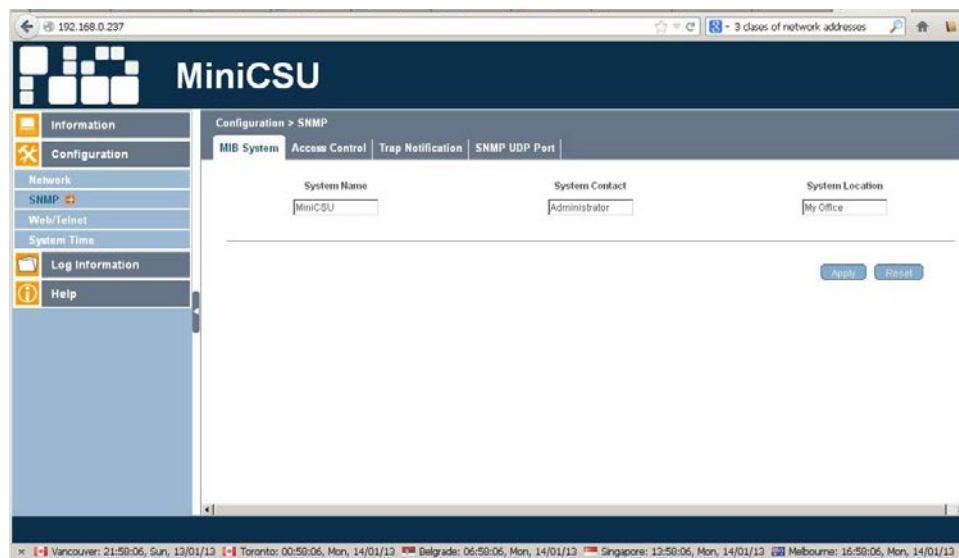 192.168.0.237
3 clases of network addresses
MiniCSU
Information
Configuration
Network
SNMP
Web/Telnet
System Time
Log Information
Help
Configuration > SNMP
MIB System Access Control Trap Notification SNMP UDP Port
System Name System Contact System Location
MiniCSU Administrator My Office
Apply Reset
× Vancouver: 21:58:06, Sun, 13/01/13 Toronto: 00:58:06, Mon, 14/01/13 Belgrade: 06:58:06, Mon, 14/01/13 Singapore: 13:58:06, Mon, 14/01/13 Melbourne: 16:58:06, Mon, 14/01/13